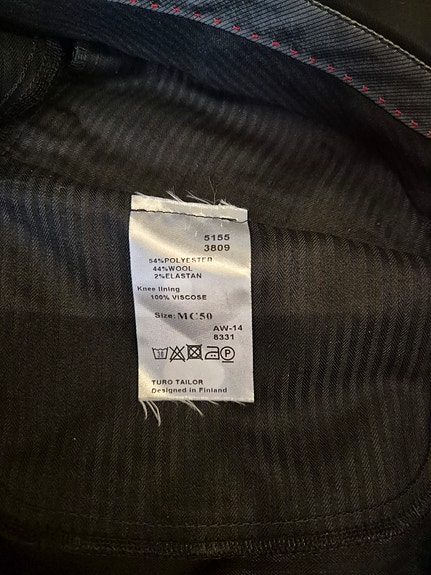 5155
3809
54%POLYESTER
44%WOOL
2%ELASTAN
Knee lining
100% VISCOSE
Size: MC50
AW-14
8331
TURO TAILOR
Designed in Finland